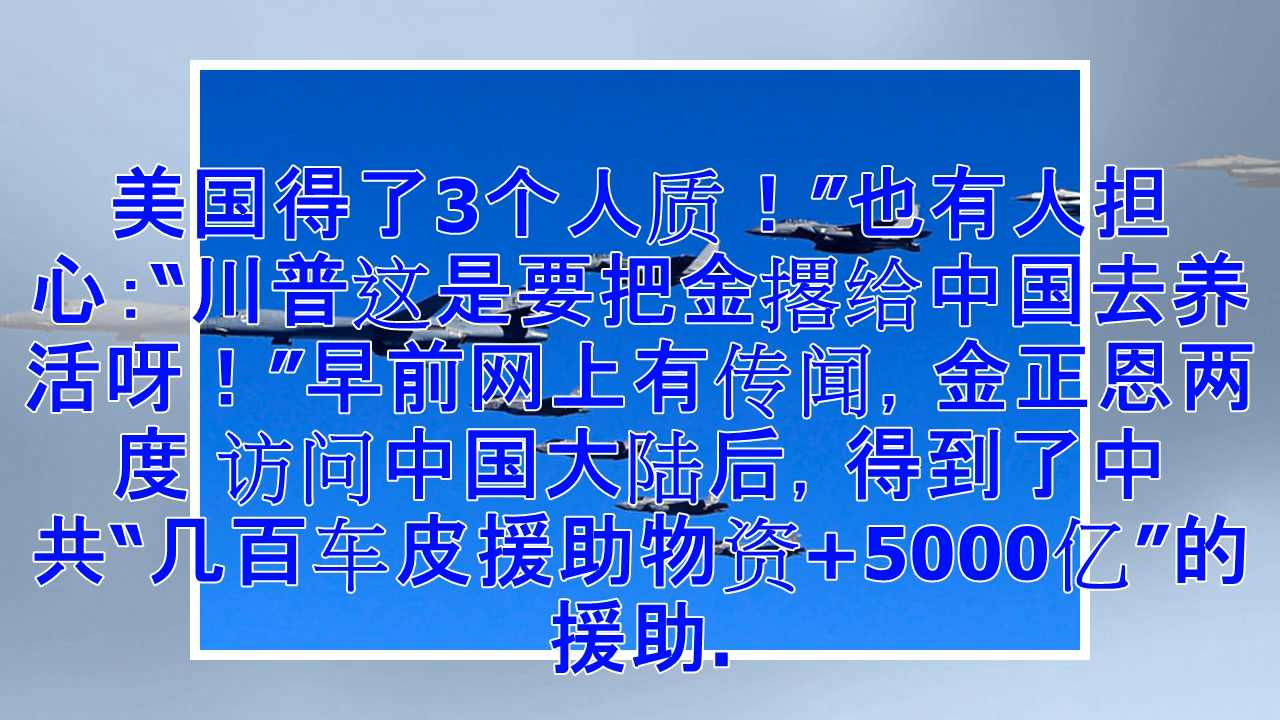 美国得了3个人质！”也有人担
心:“川普这是要把金撂给中国去养
活呀！”早前网上有传闻, 金正恩两
度 访问中国大陆后, 得到了中
共“几百车皮援助物资+5000亿”的
援助.